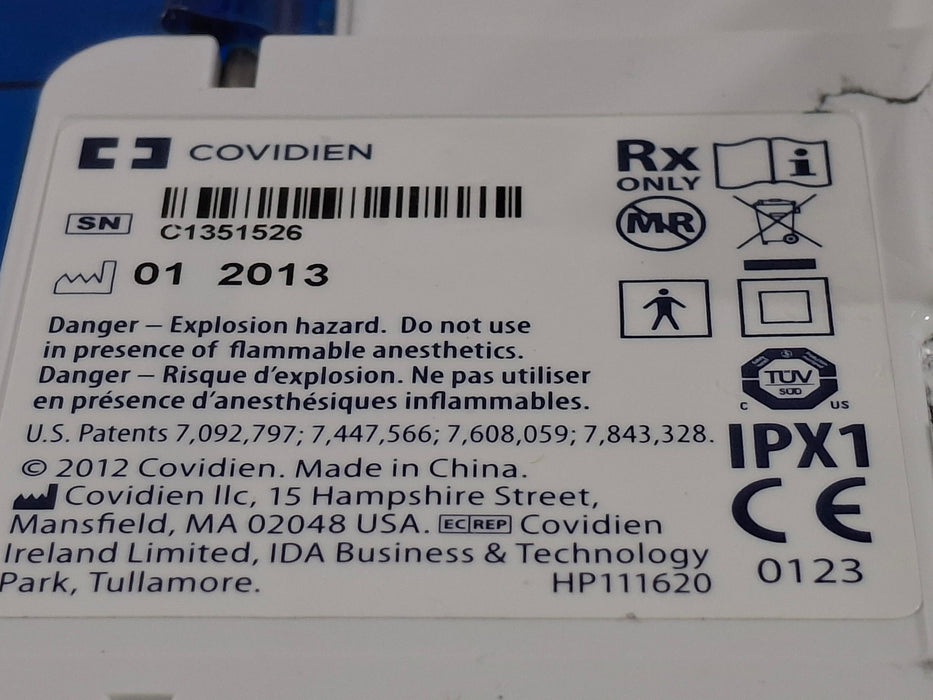 COVIDIEN
SN
C1351526
01 2013
Danger – Explosion hazard. Do not use
in presence of flammable anesthetics.
Danger – Risque d'explosion. Ne pas utiliser
en présence d'anesthésiques inflammables.
U.S. Patents 7,092,797; 7,447,566; 7,608,059; 7,843,328.
© 2012 Covidien. Made in China.
Covidien llc, 15 Hampshire Street,
Mansfield, MA 02048 USA. EC REP Covidien
Ireland Limited, IDA Business & Technology
Park, Tullamore. HP111620
Rx
ONLY
i
MR
TÜV
SÜD
C US
IPX1
CE
0123